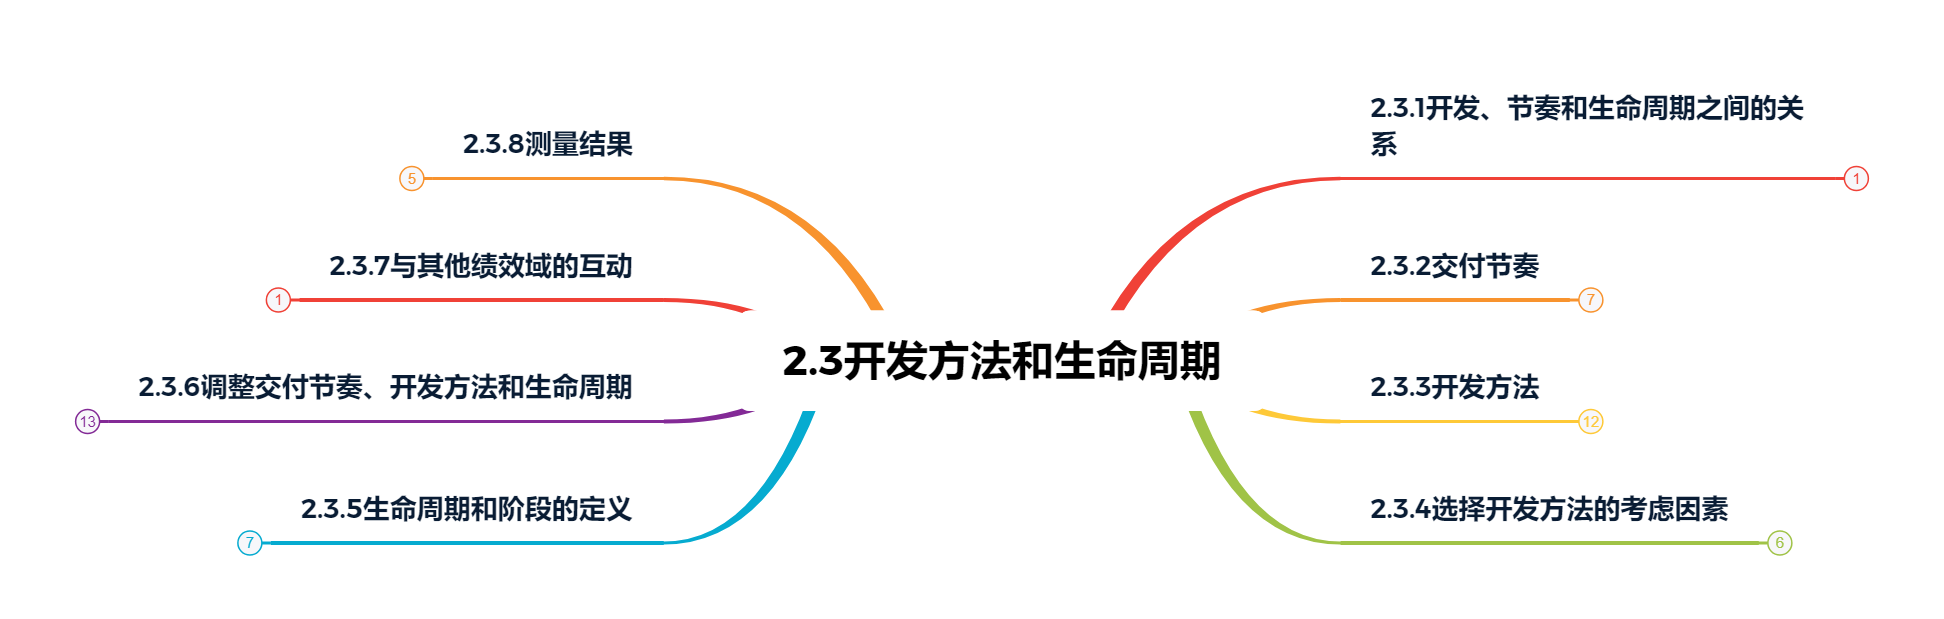 2.3开发方法和生命周期
2.3.1开发、节奏和生命周期之间的关
系
1
2.3.2交付节奏
7
2.3.3开发方法
12
2.3.4选择开发方法的考虑因素
6
2.3.5生命周期和阶段的定义
7
2.3.6调整交付节奏、开发方法和生命周期
13
2.3.7与其他绩效域的互动
1
2.3.8测量结果
5